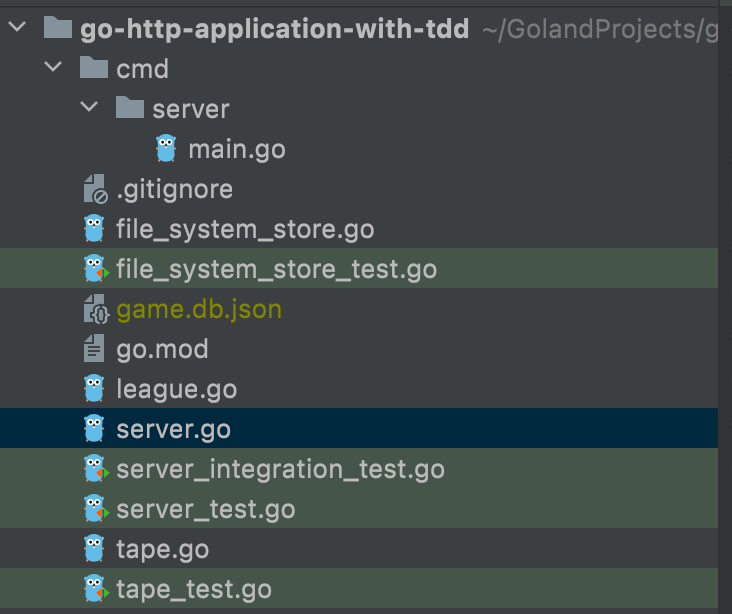 go-http-application-with-tdd ~/GolandProjects/g
cmd
server
main.go
.gitignore
file_system_store.go
file_system_store_test.go
game.db.json
go.mod
league.go
server.go
server_integration_test.go
server_test.go
tape.go
tape_test.go